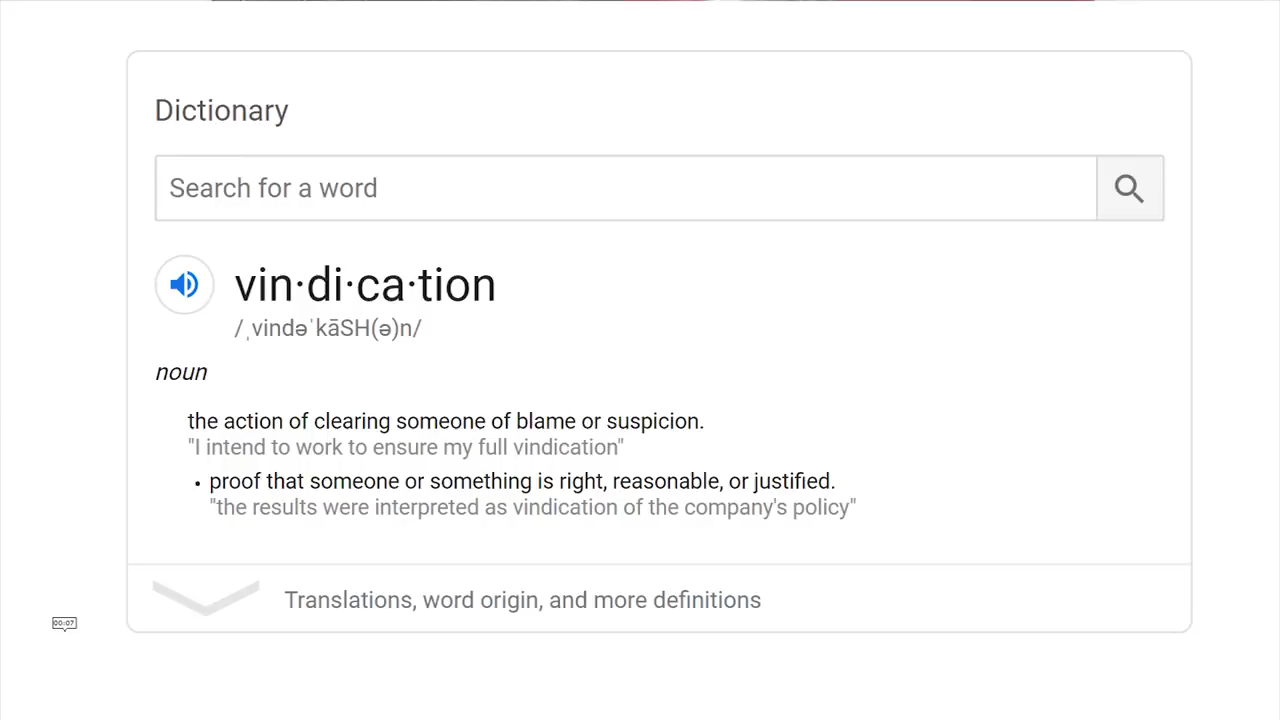 Dictionary
Search for a word
vin·di·ca·tion
/ˌvindəˈkāSH(ə)n/
noun
the action of clearing someone of blame or suspicion.
"I intend to work to ensure my full vindication"
• proof that someone or something is right, reasonable, or justified.
"the results were interpreted as vindication of the company's policy"
Translations, word origin, and more definitions
00:07